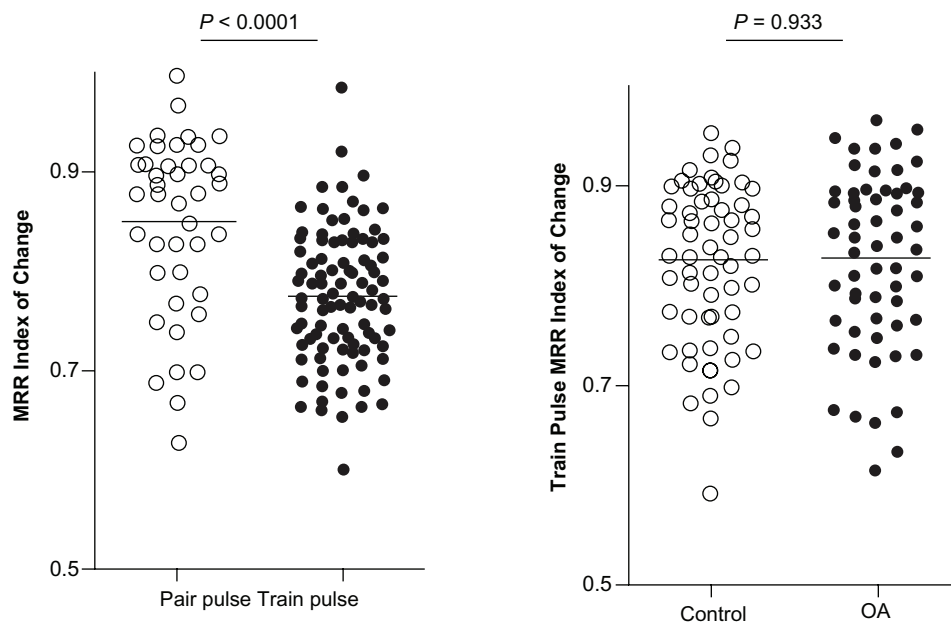 P < 0.0001
MRR Index of Change
0.9
0.7
0.5
Pair pulse Train pulse
P = 0.933
Train Pulse MRR Index of Change
0.9
0.7
0.5
Control
OA